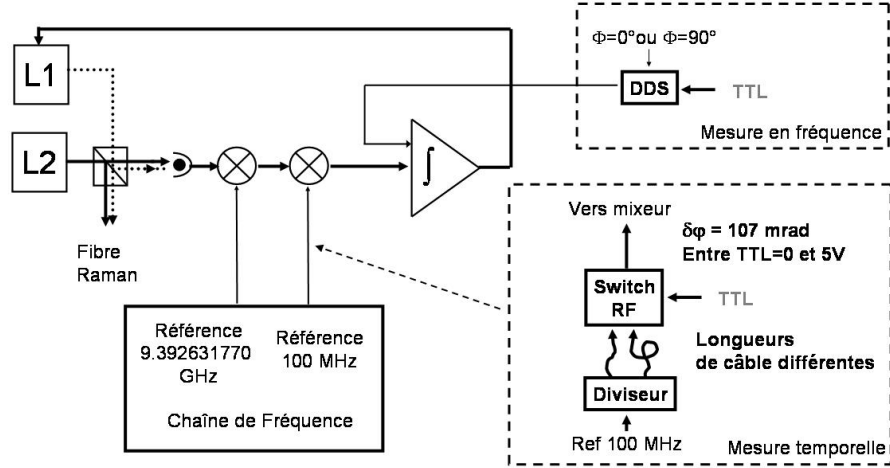 L1
L2
Fibre
Raman
Référence
9.392631770
GHz
Référence
100 MHz
Chaîne de Fréquence
∫
Φ=0°ou Φ=90°
DDS
TTL
Mesure en fréquence
Vers mixeur
δφ = 107 mrad
Entre TTL=0 et 5V
Switch
RF
TTL
Longueurs
de câble différentes
Diviseur
Ref 100 MHz
Mesure temporelle